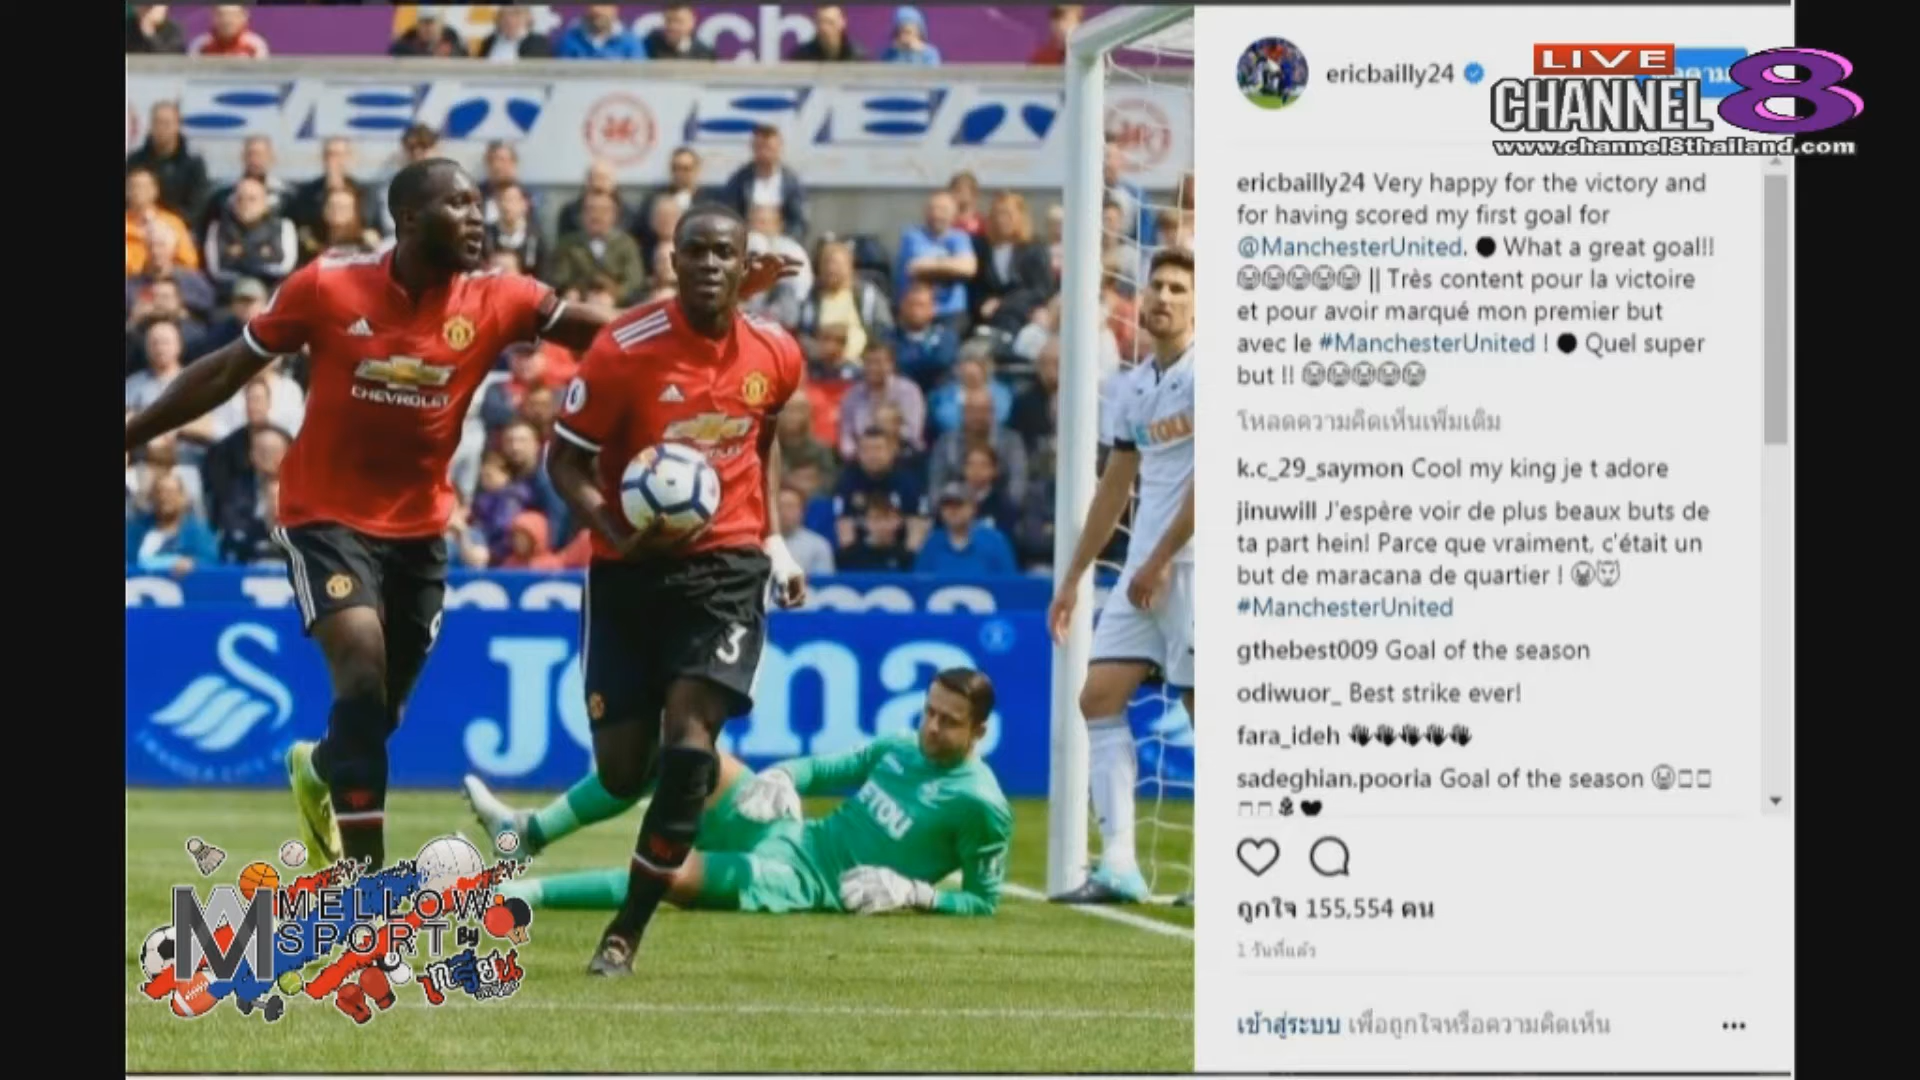 LIVE
CHANNEL 8
www.channel8thailand.com
ericbailly24
ericbailly24 Very happy for the victory and
for having scored my first goal for
@ManchesterUnited. ⚫ What a great goal!!
|| Très content pour la victoire
et pour avoir marqué mon premier but
avec le #ManchesterUnited ! ⚫ Quel super
but !!
โหลดความคิดเห็นเพิ่มเติม
k.c_29_saymon Cool my king je t adore
jinuwill J'espère voir de plus beaux buts de
ta part hein! Parce que vraiment, c'était un
but de maracana de quartier !
#ManchesterUnited
gthebest009 Goal of the season
odiwuor_ Best strike ever!
fara_ideh
sadeghian.pooria Goal of the season
ถูกใจ 155,554 คน
1 วันที่แล้ว
เข้าสู่ระบบ เพื่อถูกใจหรือความคิดเห็น
CHEVROLET
9
3
ETOU
ETOU
Joma
MELLOW
SPORT By